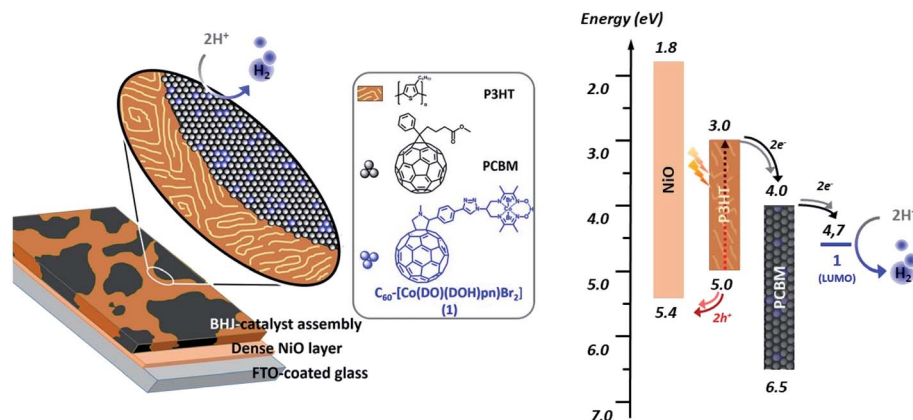 2H⁺
H₂
C₆H₁₃
S
n
P3HT
O
O
PCBM
N
N=N
N
C₆₀-[Co(DO)(DOH)pn)Br₂]
(1)
BHJ-catalyst assembly
Dense NiO layer
FTO-coated glass
Energy (eV)
2.0
3.0
4.0
5.0
6.0
7.0
1.8
NiO
5.4
3.0
P3HT
5.0
2h⁺
2e⁻
4.0
PCBM
6.5
2e⁻
4,7
1
(LUMO)
2H
H₂